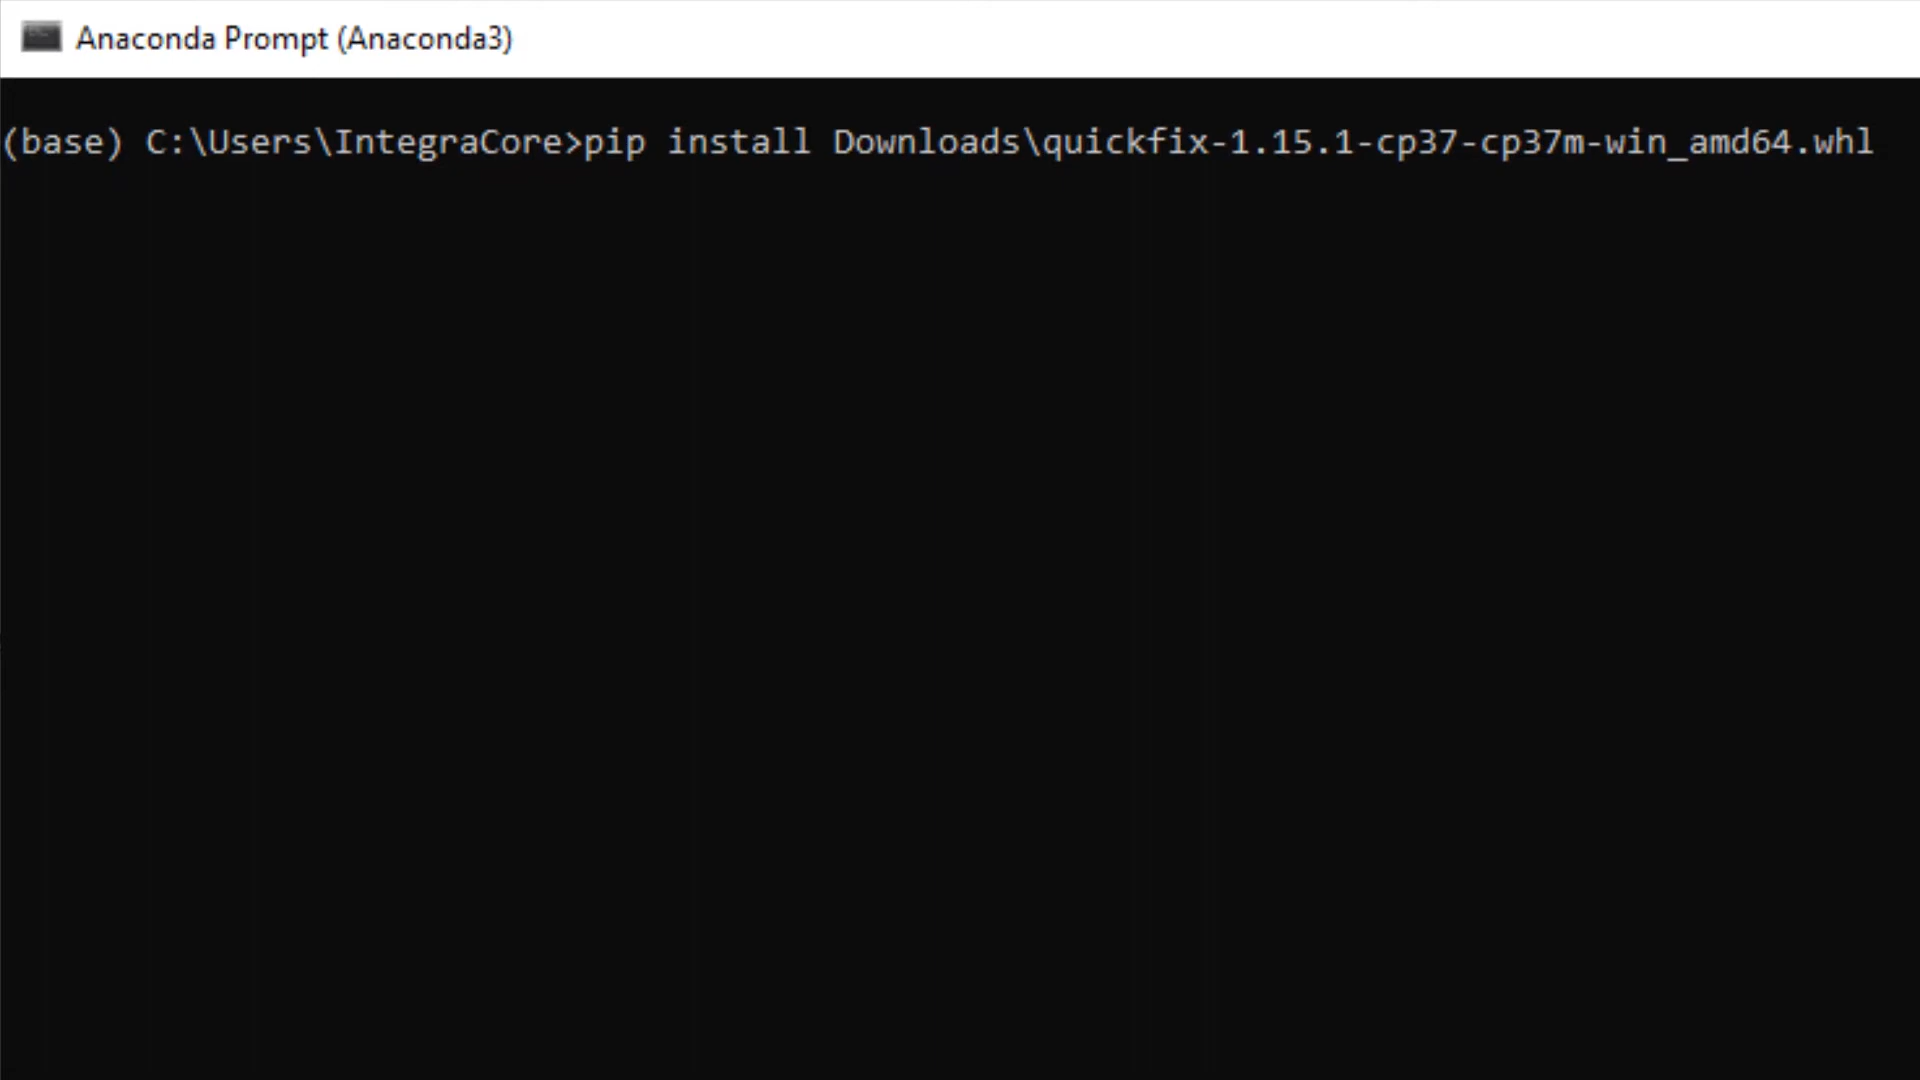 Anaconda Prompt (Anaconda3)
(base) C:\Users\IntegraCore>pip install Downloads\quickfix-1.15.1-cp37-cp37m-win_amd64.whl